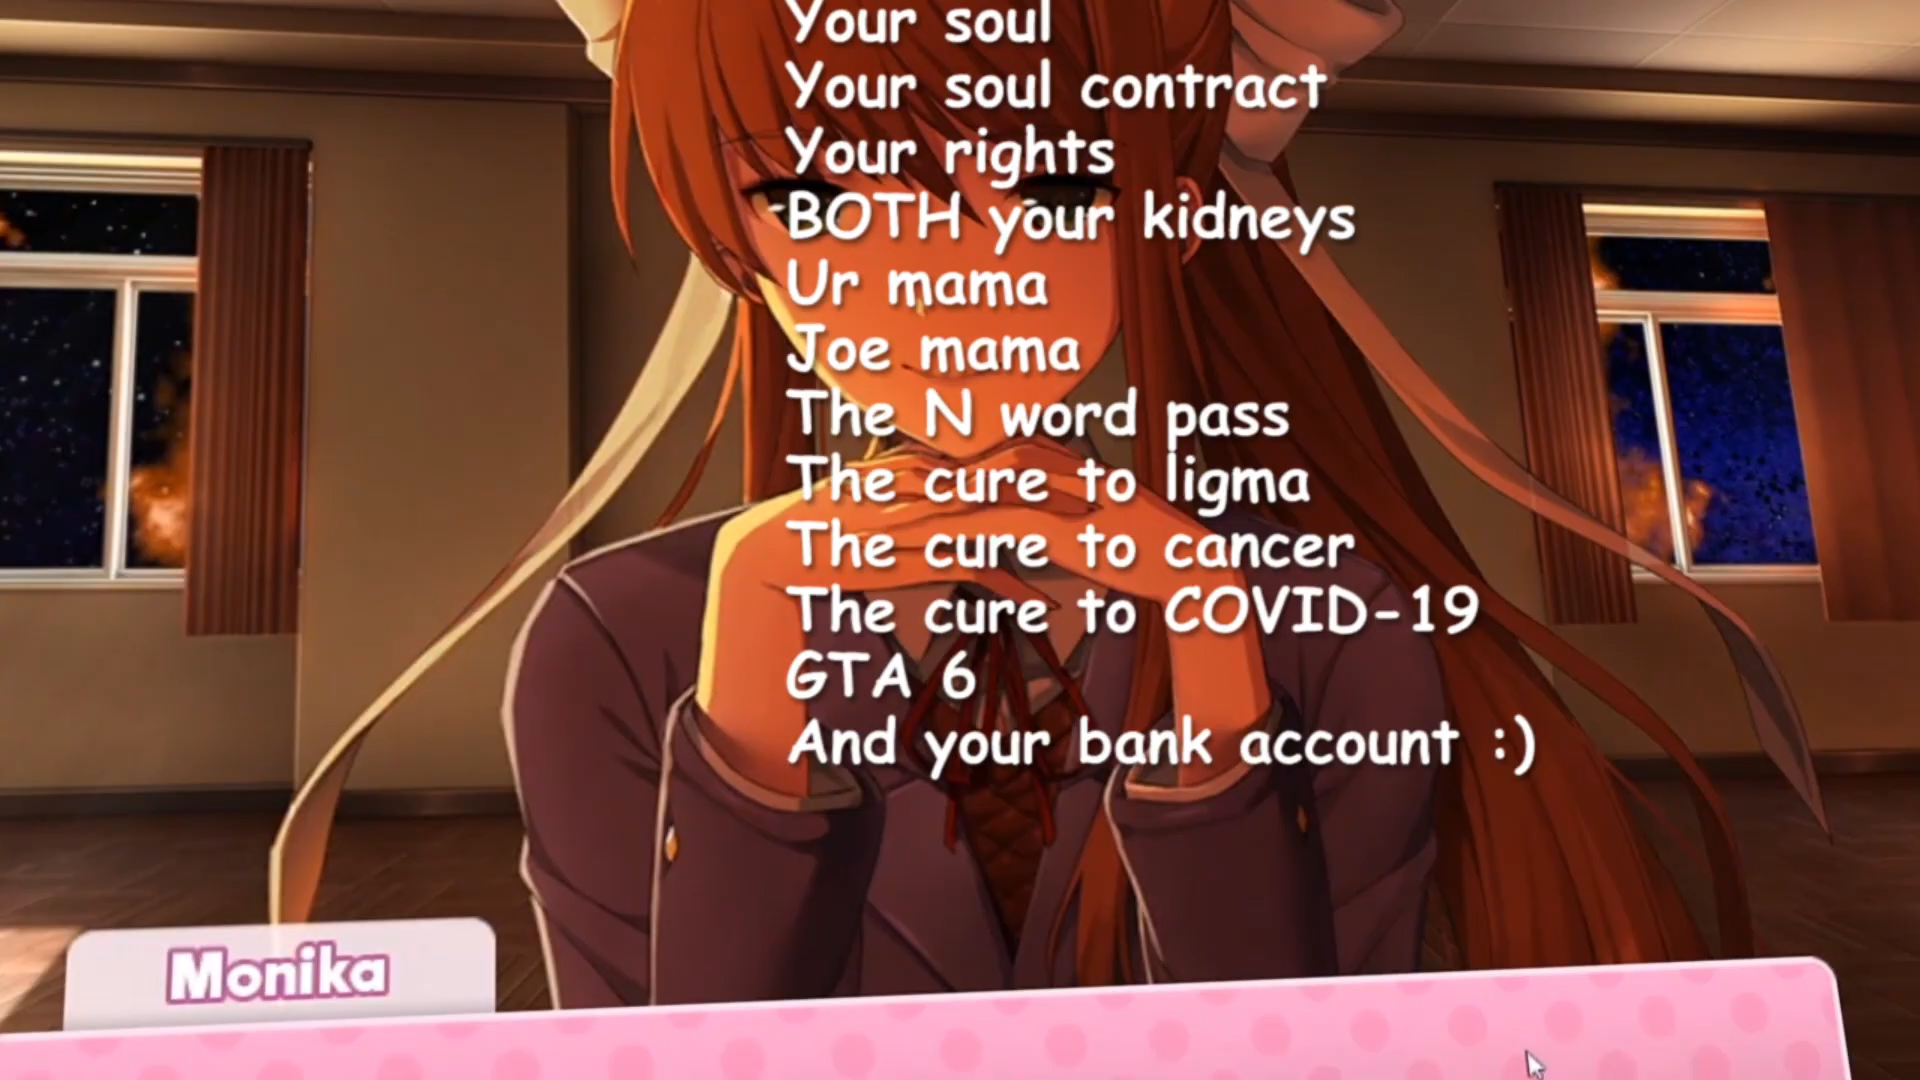 Your soul
Your soul contract
Your rights
BOTH your kidneys
Ur mama
Joe mama
The N word pass
The cure to ligma
The cure to cancer
The cure to COVID-19
GTA 6
And your bank account :)
Monika